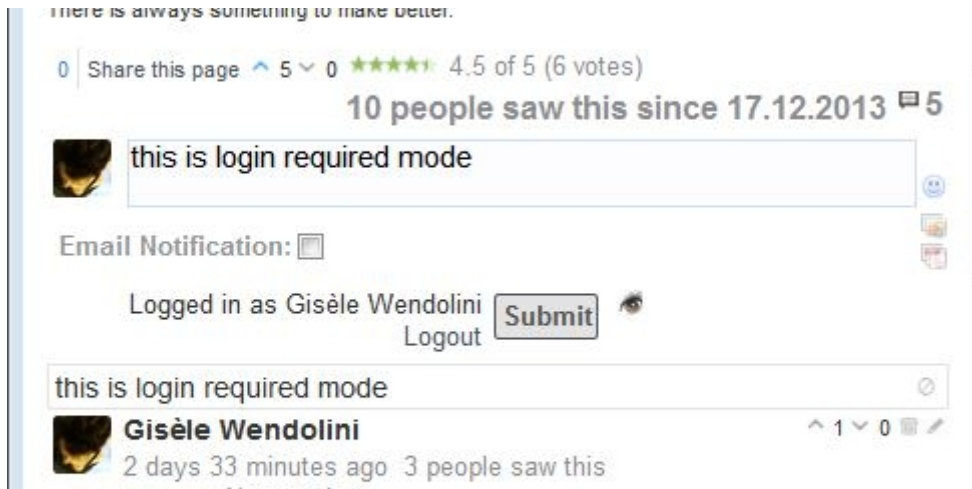 There is always something to make better.
0 Share this page 5 0 4.5 of 5 (6 votes)
10 people saw this since 17.12.2013 5
this is login required mode
Email Notification:
Logged in as Gisèle Wendolini
Submit
Logout
this is login required mode
Gisèle Wendolini
1 0
2 days 33 minutes ago 3 people saw this